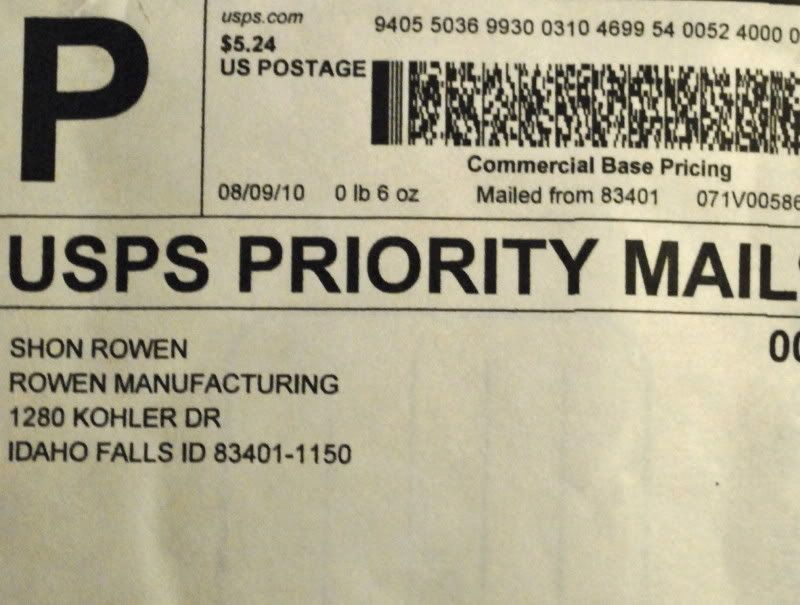 P
usps.com
$5.24
US POSTAGE
9405 5036 9930 0310 4699 54 0052 4000 0
Commercial Base Pricing
08/09/10 0 lb 6 oz Mailed from 83401 071V00586
USPS PRIORITY MAIL
SHON ROWEN
ROWEN MANUFACTURING
1280 KOHLER DR
IDAHO FALLS ID 83401-1150
00